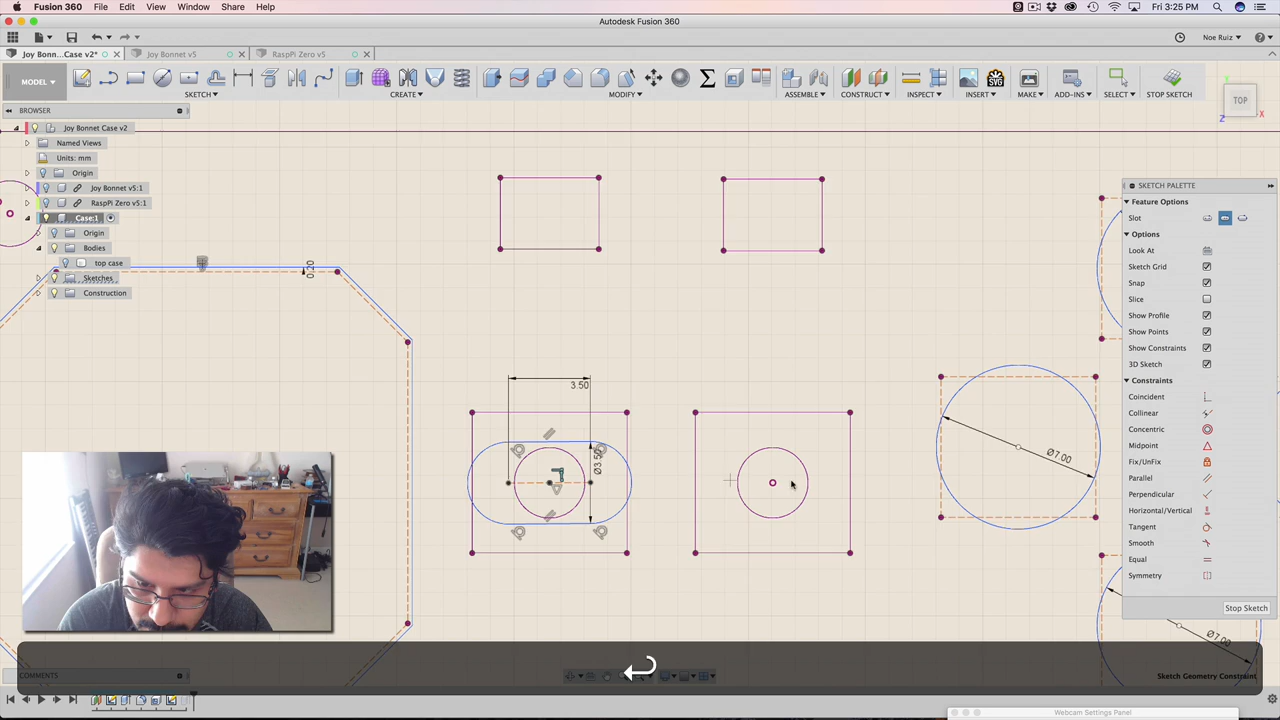 Fusion 360 File Edit View Window Share Help
Fri 3:25 PM
Autodesk Fusion 360
Noe Ruiz
Joy Bonn...Case v2* Joy Bonnet v5 RaspPi Zero v5
MODEL SKETCH CREATE MODIFY ASSEMBLE CONSTRUCT INSPECT INSERT MAKE ADD-INS SELECT STOP SKETCH
BROWSER
TOP
X
Z
Joy Bonnet Case v2
Named Views
Units: mm
Origin
Joy Bonnet v5:1
RaspPi Zero v5:1
Case:1
Origin
Bodies
top case
Sketches
Construction
0.20
3.50
Ø3.50
Ø7.00
Ø7.00
SKETCH PALETTE
Feature Options
Slot
Options
Look At
Sketch Grid
Snap
Slice
Show Profile
Show Points
Show Constraints
3D Sketch
Constraints
Coincident
Collinear
Concentric
Midpoint
Fix/UnFix
Parallel
Perpendicular
Horizontal/Vertical
Tangent
Smooth
Equal
Symmetry
Stop Sketch
COMMENTS
Sketch Geometry Constraint
Webcam Settings Panel